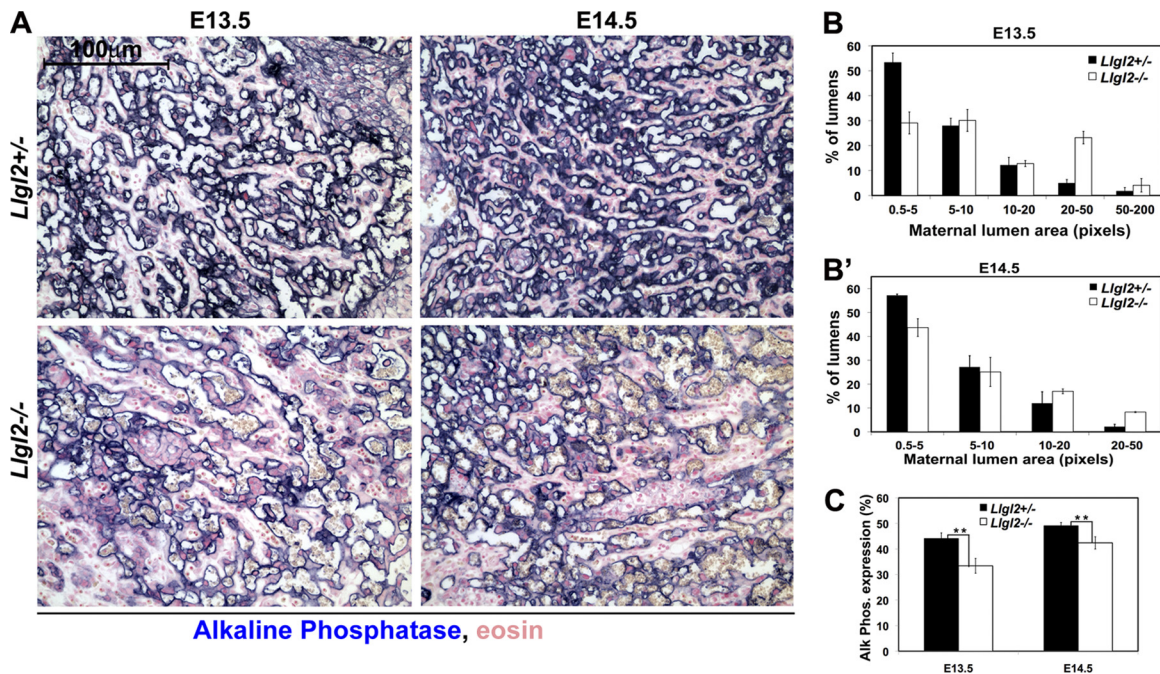 A
E13.5
E14.5
100µm
Llgl2+/-
Llgl2-/-
Alkaline Phosphatase, eosin
B
E13.5
Llgl2+/-
Llgl2-/-
60
50
40
30
20
10
0
% of lumens
0.5-5 5-10 10-20 20-50 50-200
Maternal lumen area (pixels)
B’
E14.5
Llgl2+/-
Llgl2-/-
60
50
40
30
20
10
0
% of lumens
0.5-5 5-10 10-20 20-50
Maternal lumen area (pixels)
C
Llgl2+/-
Llgl2-/-
60
50
40
30
20
10
0
Alk Phos. expression (%)
** **
E13.5 E14.5